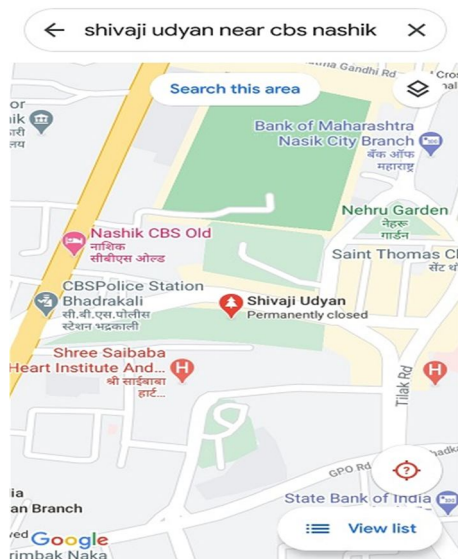 shivaji udyan near cbs nashik
Search this area
Gandhi Rd
Bank of Maharashtra
Nasik City Branch
बँक ऑफ
महाराष्ट्र
Nehru Garden
नेहरू
गार्डन
Nashik CBS Old
नाशिक
सीबीएस ओल्ड
Saint Thomas
सेंट
CBSPolice Station
Bhadrakali
सी.बी.एस.पोलीस
स्टेशन भद्रकाली
Shivaji Udyan
Permanently closed
Shree Saibaba
Heart Institute And...
श्री साईबाबा
हार्ट...
H
H
Tilak Rd
GPO Rd
State Bank of India
an Branch
View list
Google
Naka